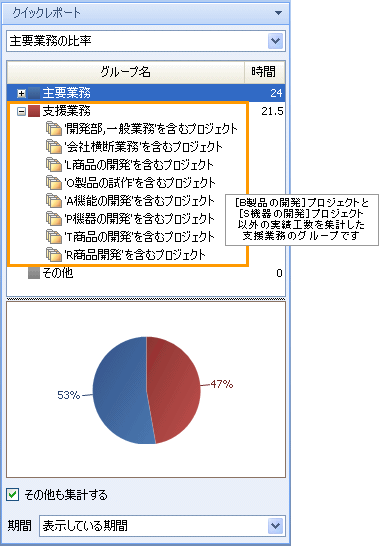 クイックレポート
主要業務の比率
グループ名 時間
主要業務 24
支援業務 21.5
'開発部,一般業務'を含むプロジェクト
'会社横断業務'を含むプロジェクト
'L商品の開発'を含むプロジェクト
'O製品の試作'を含むプロジェクト
'A機能の開発'を含むプロジェクト
'P機器の開発'を含むプロジェクト
'T商品の開発'を含むプロジェクト
'R商品開発'を含むプロジェクト
その他 0
[B製品の開発]プロジェクトと
[S機器の開発]プロジェクト
以外の実績工数を集計した
支援業務のグループです
53%
47%
その他も集計する
期間 表示している期間